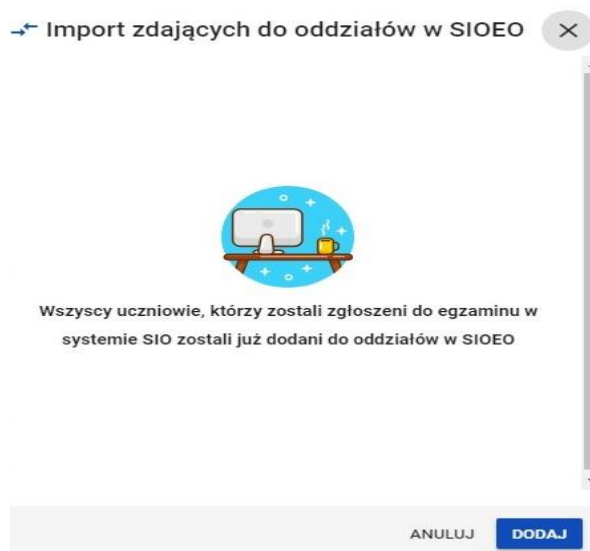 Import zdających do oddziałów w SIOEO
Wszyscy uczniowie, którzy zostali zgłoszeni do egzaminu w
systemie SIO zostali już dodani do oddziałów w SIOEO
ANULUJ DODAJ